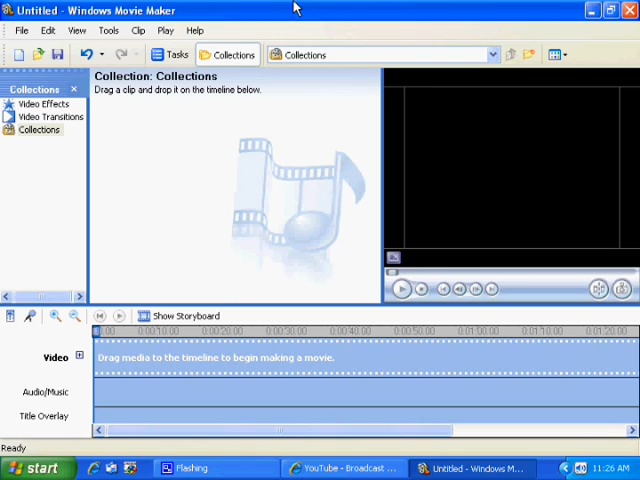 Untitled - Windows Movie Maker
File Edit View Tools Clip Play Help
Tasks Collections Collections
Collections
Video Effects
Video Transitions
Collections
Collection: Collections
Drag a clip and drop it on the timeline below.
Show Storyboard
.00 0:00:10.00 0:00:20.00 0:00:30.00 0:00:40.00 0:00:50.00 0:01:00.00 0:01:10.00 0:01:20.00
Video Drag media to the timeline to begin making a movie.
Audio/Music
Title Overlay
Ready
start Flashing YouTube - Broadcast ... Untitled - Windows M... 11:26 AM